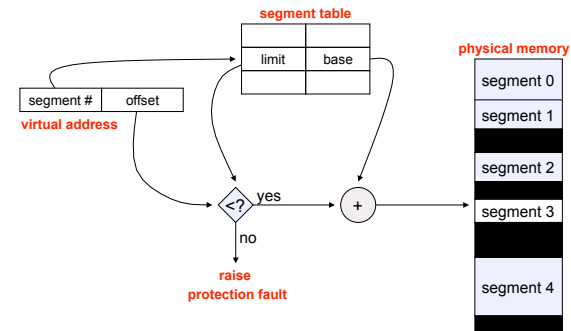 segment table
limit base
physical memory
segment # offset
virtual address
segment 0
segment 1
segment 2
segment 3
segment 4
<?
yes
+
no
raise
protection fault